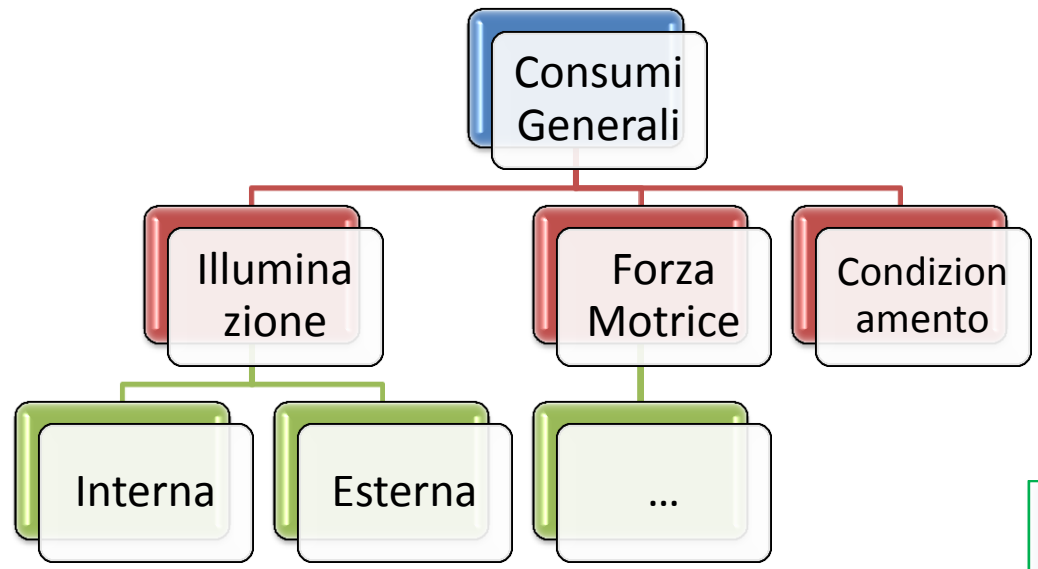 Consumi
Generali
Illumina
zione
Forza
Motrice
Condizion
amento
Interna
Esterna
...